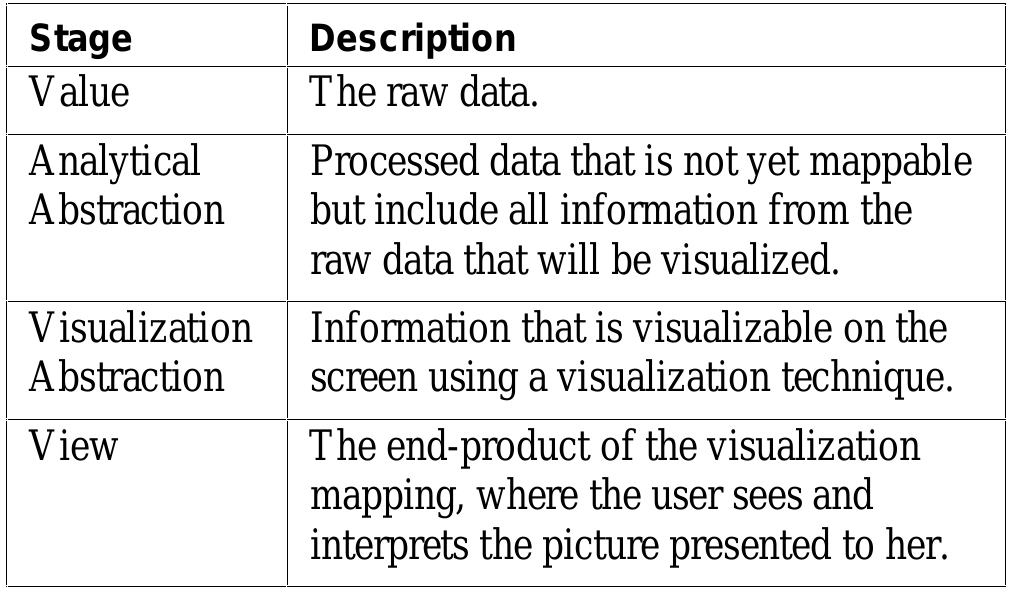 Stage Description
Value The raw data.
Analytical Processed data that is not yet mappable
Abstraction but include all information from the
raw data that will be visualized.
Visualization Information that is visualizable on the
Abstraction screen using a visualization technique.
View The end-product of the visualization
mapping, where the user sees and
interprets the picture presented to her.